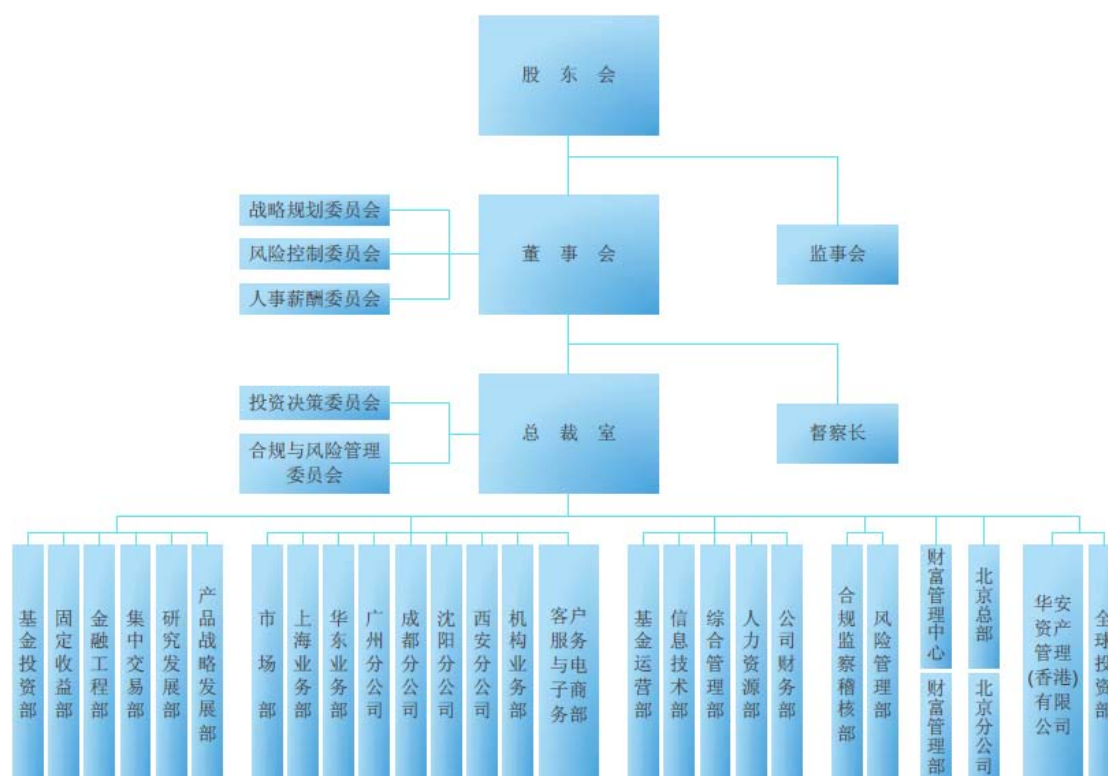 股东会
战略规划委员会
董事会
风险控制委员会
监事会
人事薪酬委员会
投资决策委员会
总裁室
督察长
合规与风险管理
委员会
基金投资部
固定收益部
金融工程部
集中交易部
研究发展部
产品战略发展部
市场部
上海业务部
华东业务部
广州分公司
成都分公司
沈阳分公司
西安分公司
机构业务部
客户服务与电子商务部
基金运营部
信息技术部
综合管理部
人力资源部
公司财务部
合规监察稽核部
风险管理部
财富管理中心
财富管理部
北京总部
北京分公司
华安资产管理(香港)有限公司
全球投资部